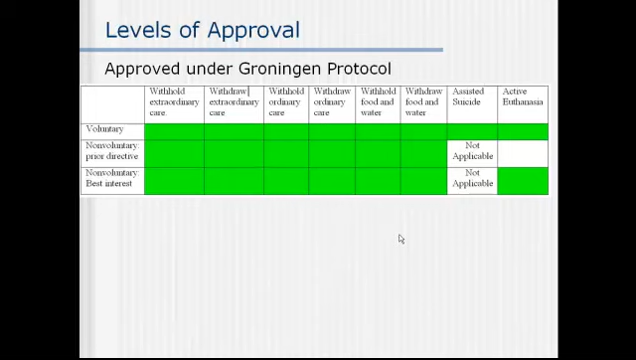 Levels of Approval
Approved under Groningen Protocol
Withhold extraordinary care. Withdraw extraordinary care Withhold ordinary care Withdraw ordinary care Withhold food and water Withdraw food and water Assisted Suicide Active Euthanasia
Voluntary
Nonvoluntary: prior directive Not Applicable
Nonvoluntary: Best interest Not Applicable